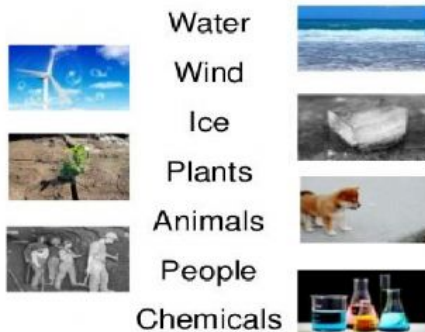 Water
Wind
Ice
Plants
Animals
People
Chemicals